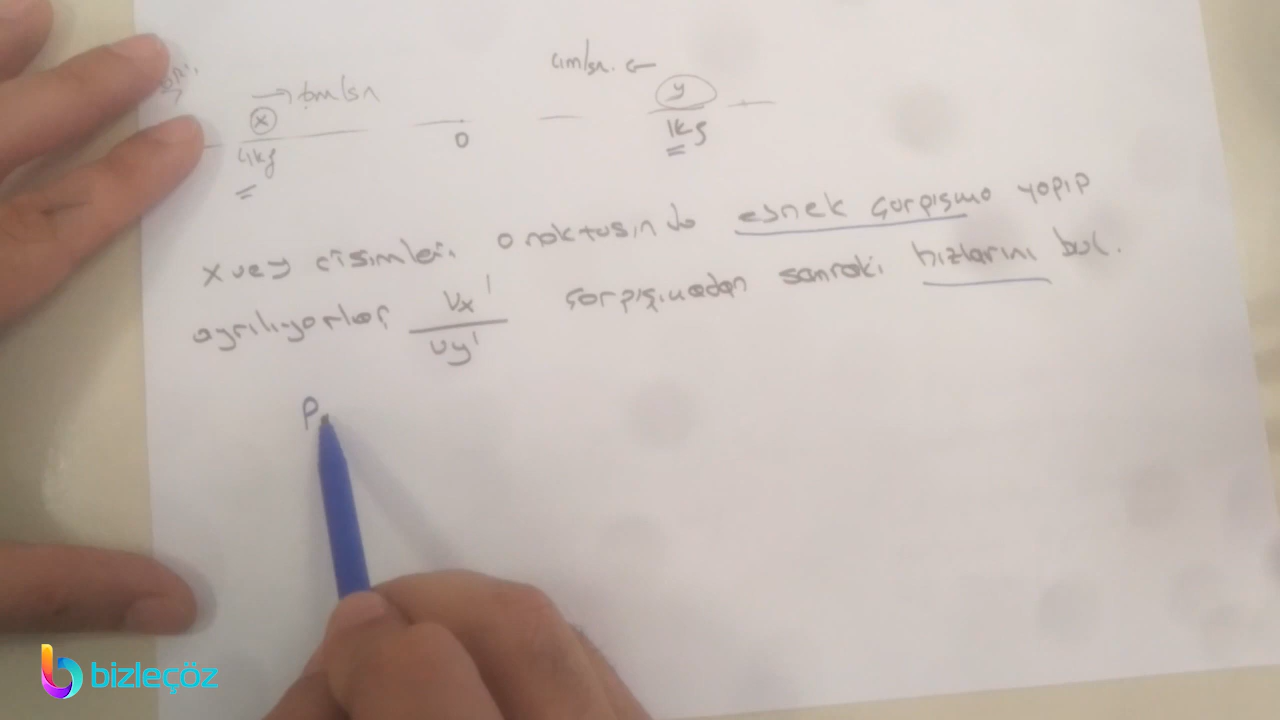 4m/sn. ←
→ 6m/sn
x
y
4kg
0
1kg
x ve y cisimleri. o noktasında esnek çarpışma yapıp
ayrılıyorlar Vx' / Vy' çarpışmadan sonraki hızlarını bul.
P
bizleçöz